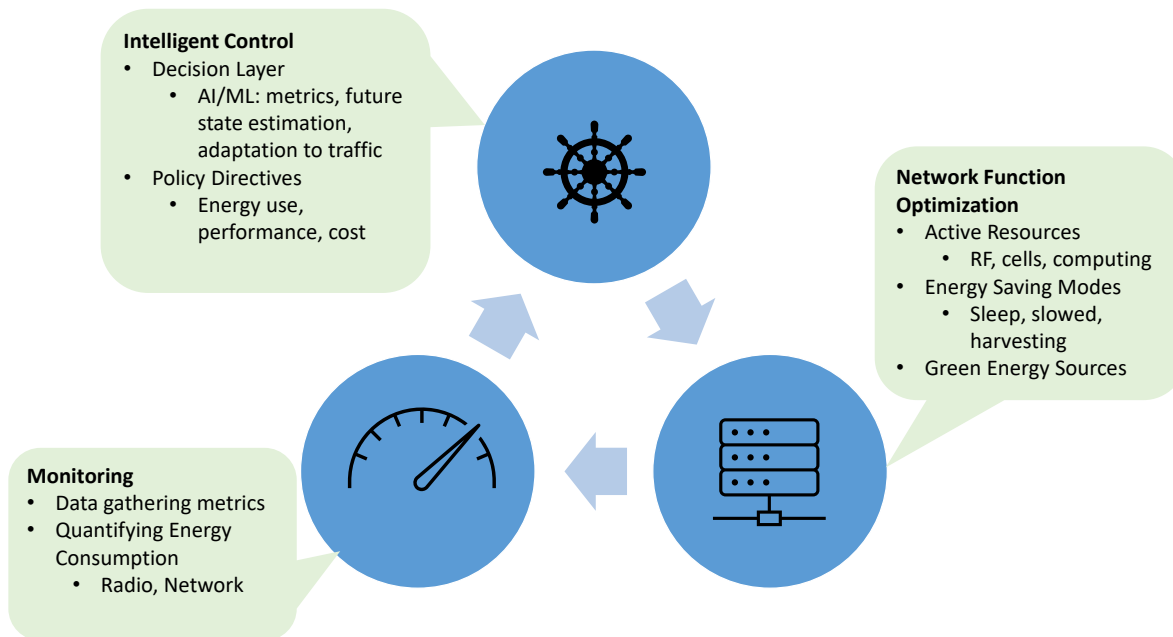 Intelligent Control
• Decision Layer
• AI/ML: metrics, future
state estimation,
adaptation to traffic
• Policy Directives
• Energy use,
performance, cost
Network Function
Optimization
• Active Resources
• RF, cells, computing
• Energy Saving Modes
• Sleep, slowed,
harvesting
• Green Energy Sources
Monitoring
• Data gathering metrics
• Quantifying Energy
Consumption
• Radio, Network